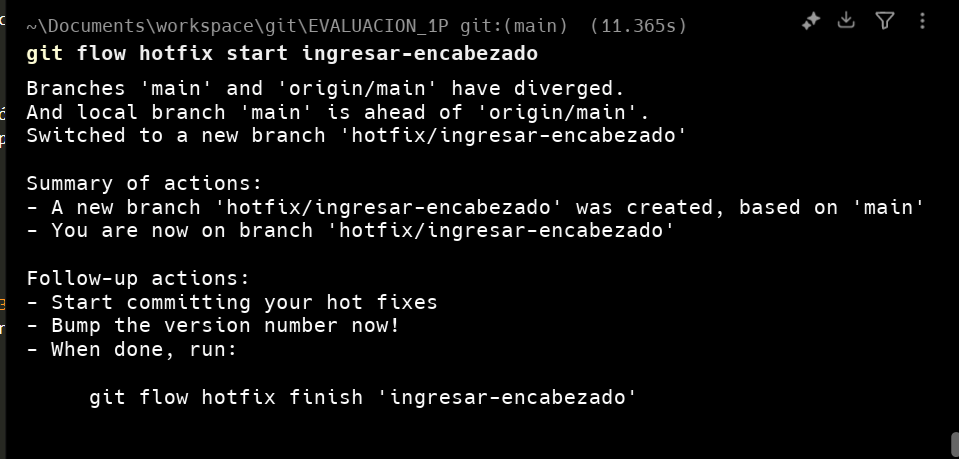 ~\Documents\workspace\git\EVALUACION_1P git:(main) (11.365s)
git flow hotfix start ingresar-encabezado
Branches 'main' and 'origin/main' have diverged.
And local branch 'main' is ahead of 'origin/main'.
Switched to a new branch 'hotfix/ingresar-encabezado'
Summary of actions:
- A new branch 'hotfix/ingresar-encabezado' was created, based on 'main'
- You are now on branch 'hotfix/ingresar-encabezado'
Follow-up actions:
- Start committing your hot fixes
- Bump the version number now!
- When done, run:
git flow hotfix finish 'ingresar-encabezado'